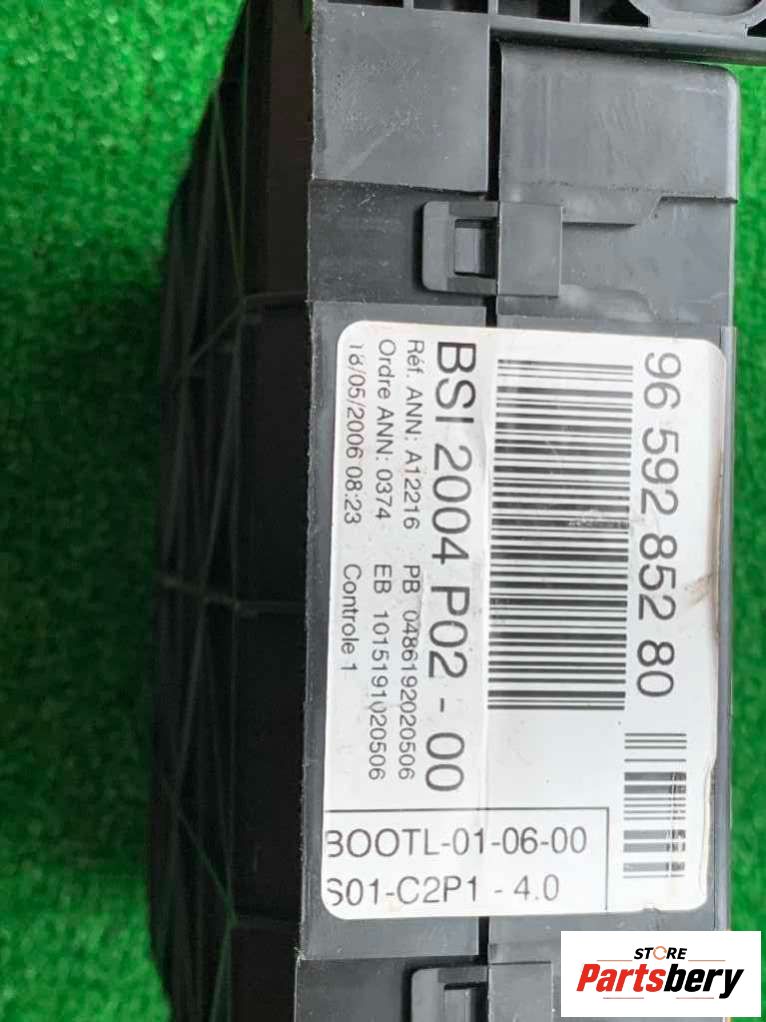 96 592 852 80
BSI 2004 P02 - 00
Réf. ANN: A12216 PB 0486192020506
Ordre ANN: 0374 EB 1015191020506
18/05/2006 08:23 Controle 1
BOOTL-01-06-00
S01-C2P1 - 4.0
STORE
Partsbery